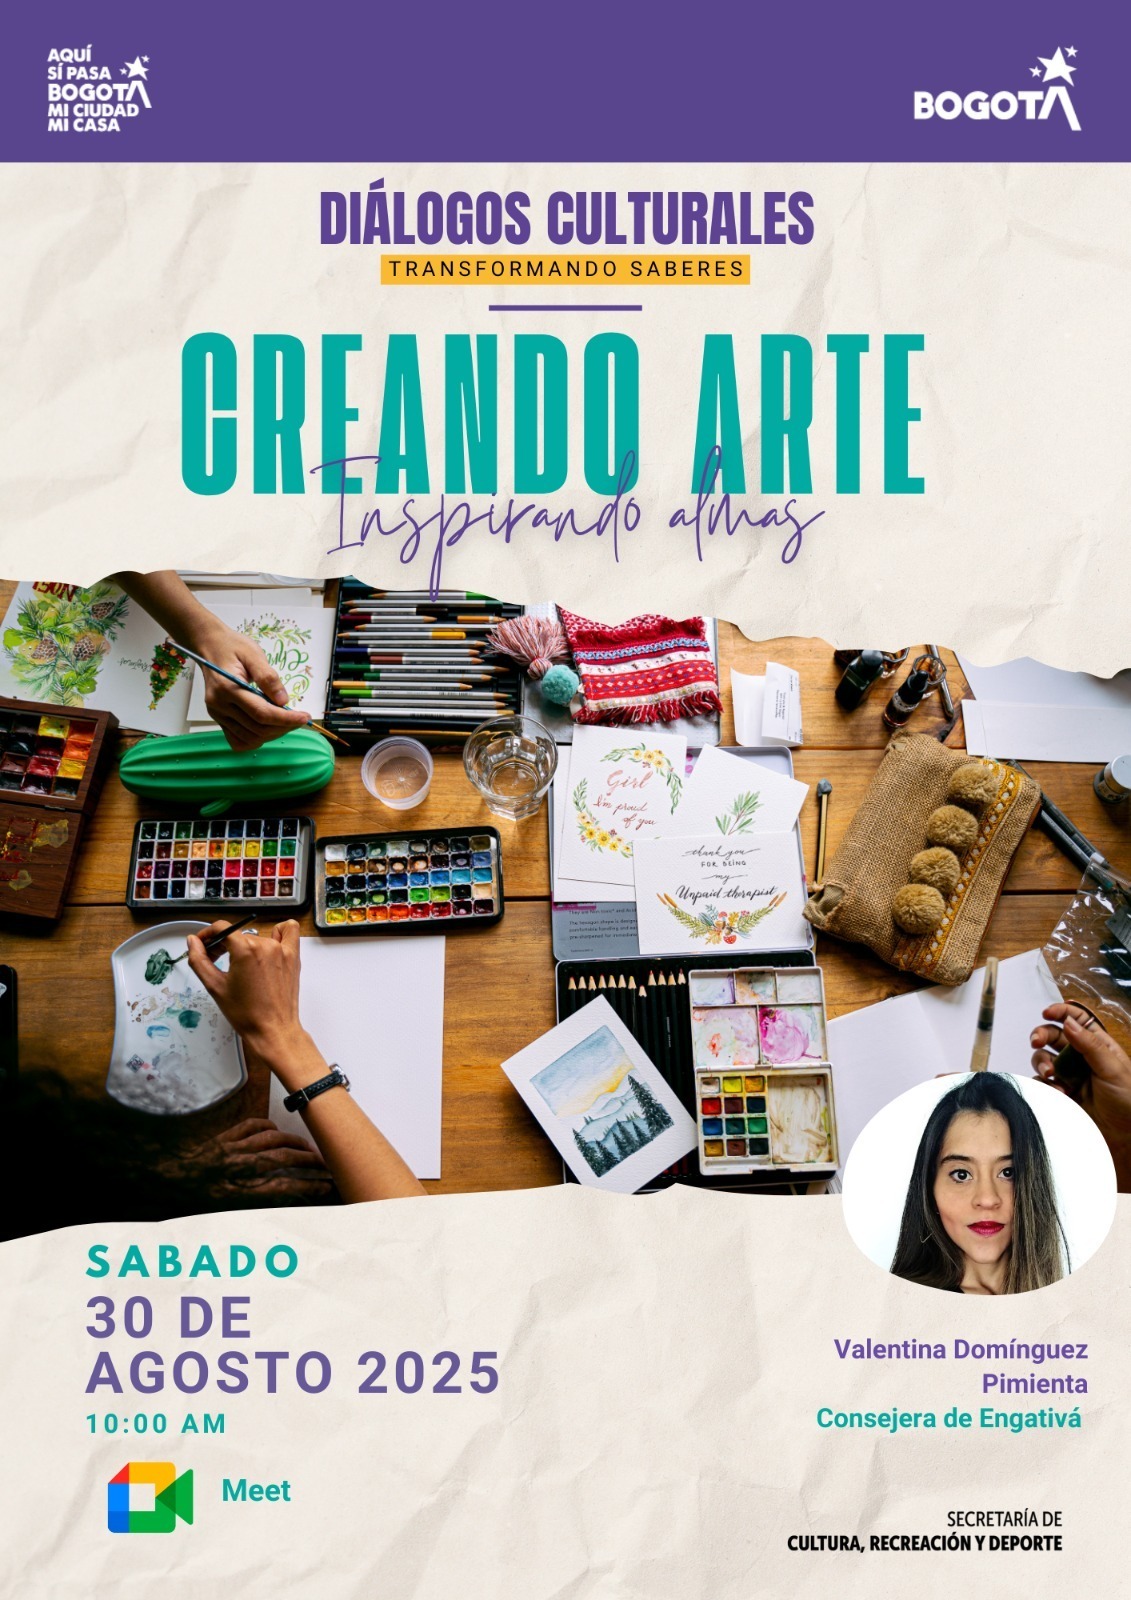 AQUÍ
SÍ PASA
BOGOTÁ
MI CIUDAD
MI CASA
BOGOTÁ
DIÁLOGOS CULTURALES
TRANSFORMANDO SABERES
CREANDO ARTE
Inspirando almas
Girl
I'm proud
of you
thank you
FOR BEING
my
Unpaid therapist
SABADO
30 DE
AGOSTO 2025
10:00 AM
Meet
Valentina Domínguez
Pimienta
Consejera de Engativá
SECRETARÍA DE
CULTURA, RECREACIÓN Y DEPORTE